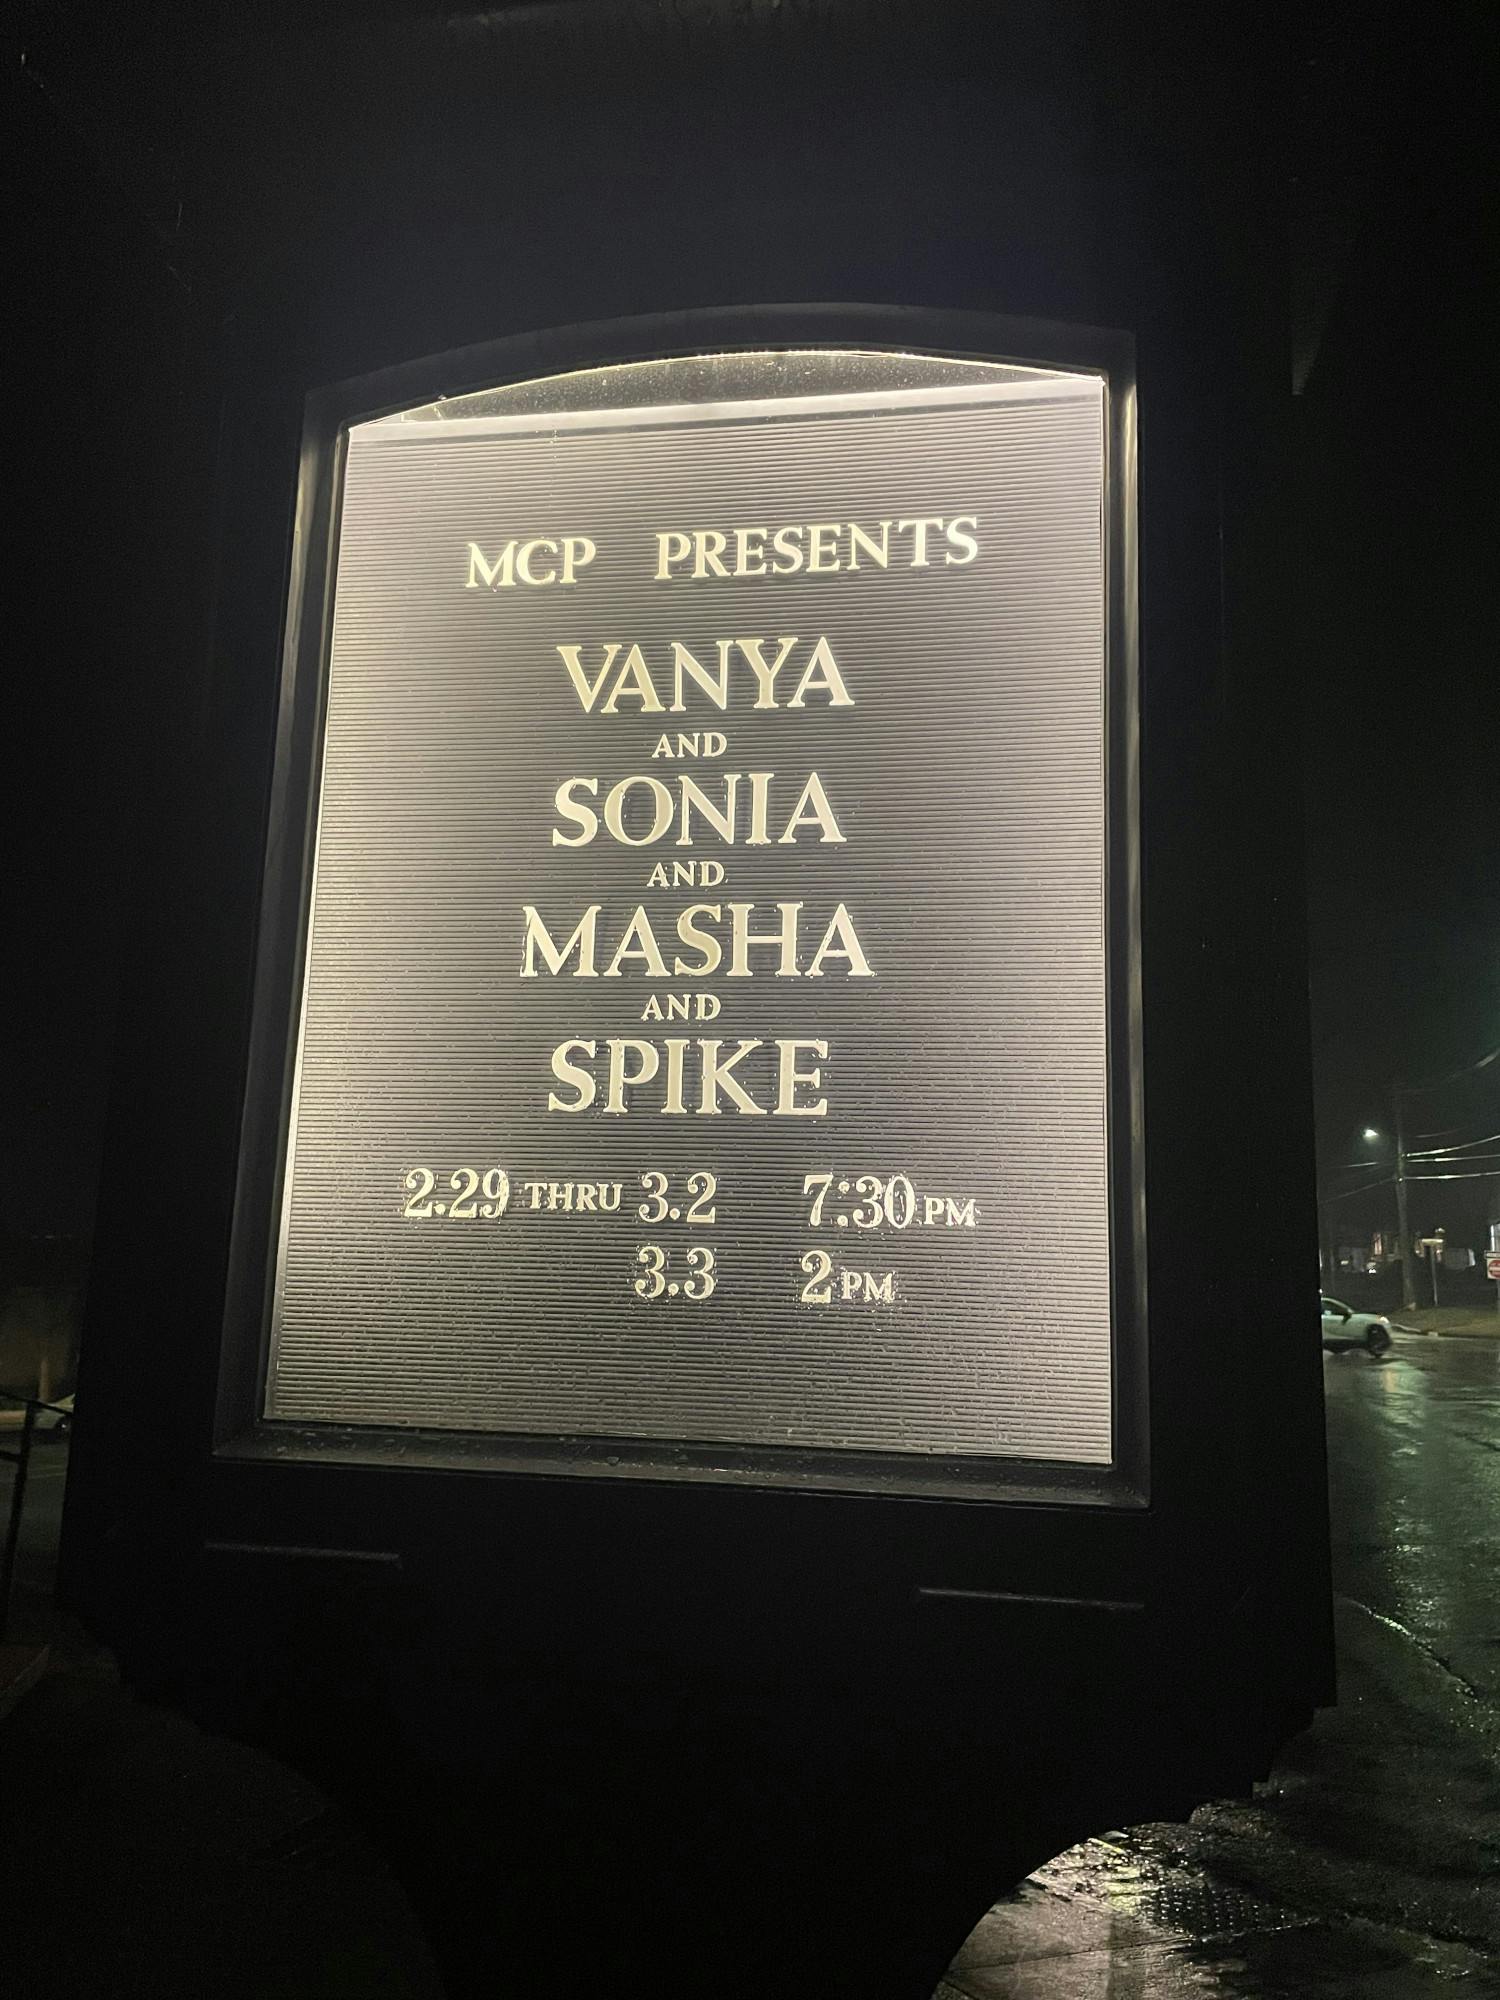 MCP PRESENTS
VANYA
AND
SONIA
AND
MASHA
AND
SPIKE
2.29 THRU 3.2 7:30 PM
3.3 2 PM